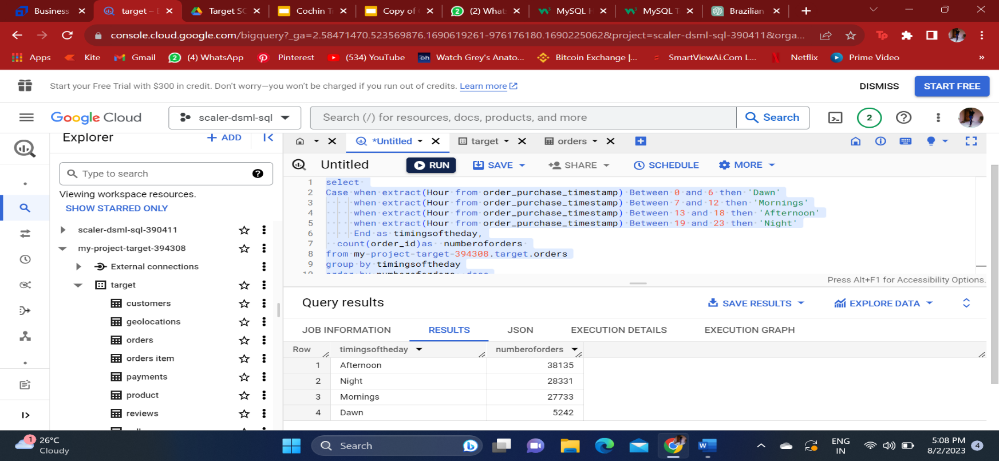 Business
target – E
Target SC
Cochin Tr
Copy of
(2) What
MySQL
MySQL T
Brazilian
console.cloud.google.com/bigquery?_ga=2.58471470.523569876.1690619261-976176180.1690225062&project=scaler-dsml-sql-390411&orga...
Apps
Kite
Gmail
(4) WhatsApp
Pinterest
(534) YouTube
Watch Grey's Anato...
Bitcoin Exchange |...
SmartViewAi.Com L...
Netflix
Prime Video
»
Start your Free Trial with $300 in credit. Don't worry—you won't be charged if you run out of credits. Learn more
DISMISS
START FREE
Google Cloud
scaler-dsml-sql
Search (/) for resources, docs, products, and more
Search
2
Explorer
+ ADD
*Untitled
target
orders
Untitled
RUN
SAVE
SHARE
SCHEDULE
MORE
Type to search
Viewing workspace resources.
SHOW STARRED ONLY
scaler-dsml-sql-390411
my-project-target-394308
External connections
target
customers
geolocations
orders
orders item
payments
product
reviews
1 select
2 Case when extract(Hour from order_purchase_timestamp) Between 0 and 6 then 'Dawn'
3 when extract(Hour from order_purchase_timestamp) Between 7 and 12 then 'Mornings'
4 when extract(Hour from order_purchase_timestamp) Between 13 and 18 then 'Afternoon'
5 when extract(Hour from order_purchase_timestamp) Between 19 and 23 then 'Night'
6 End as timingsoftheday,
7 count(order_id)as numberoforders
8 from my-project-target-394308.target.orders
9 group by timingsoftheday
10 order by numberoforders desc
Press Alt+F1 for Accessibility Options.
Query results
SAVE RESULTS
EXPLORE DATA
JOB INFORMATION
RESULTS
JSON
EXECUTION DETAILS
EXECUTION GRAPH
Row timingsoftheday numberoforders
1 Afternoon 38135
2 Night 28331
3 Mornings 27733
4 Dawn 5242
1
26°C
Cloudy
Search
ENG
IN
5:08 PM
8/2/2023
4